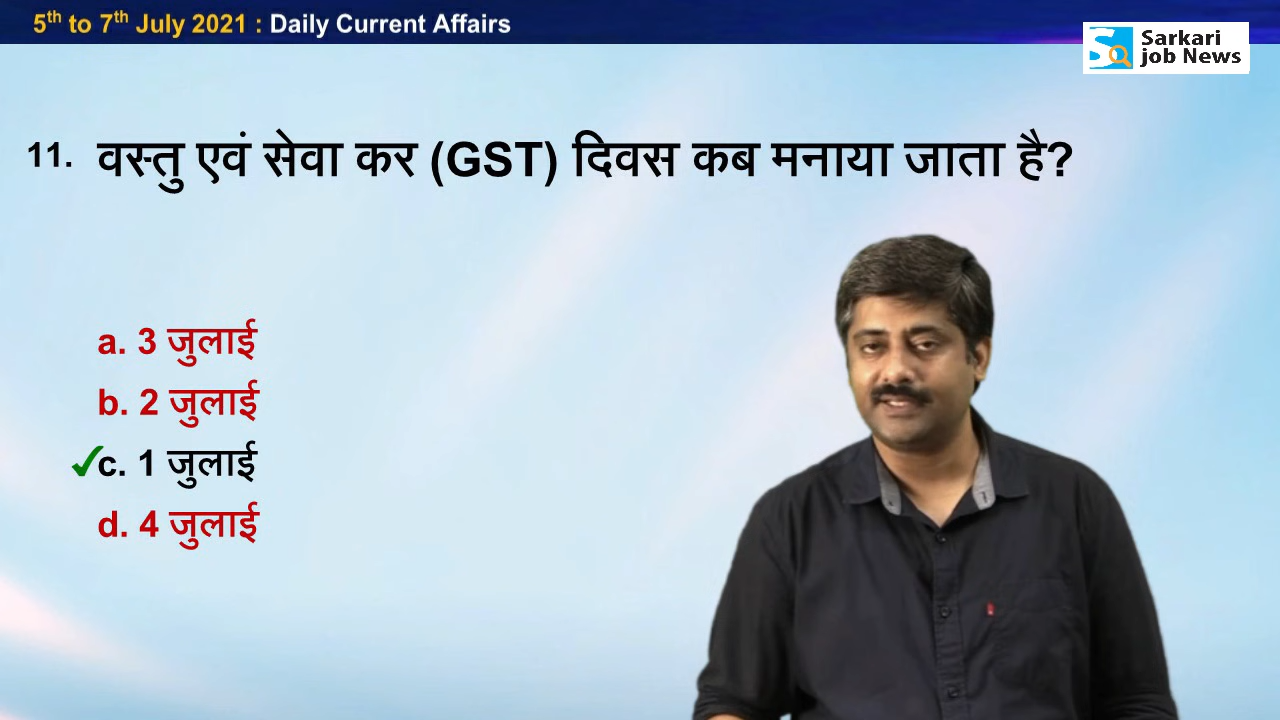 5th to 7th July 2021 : Daily Current Affairs
Sarkari
job News
11. वस्तु एवं सेवा कर (GST) दिवस कब मनाया जाता है?
a. 3 जुलाई
b. 2 जुलाई
✓c. 1 जुलाई
d. 4 जुलाई